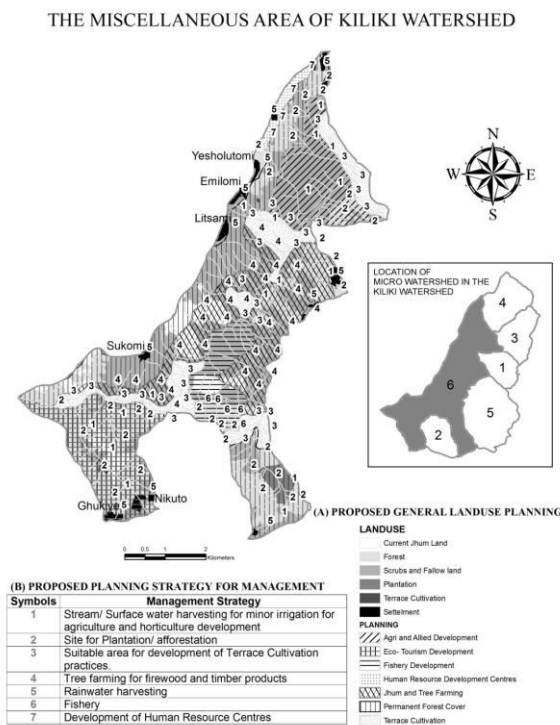 THE MISCELLANEOUS AREA OF KILIKI WATERSHED
Yesholutomi
Emilomi
Litsami
Sukomi
Ghukiye
Nikuto
N
W E
S
LOCATION OF
MICRO WATERSHED IN THE
KILIKI WATERSHED
4
3
1
6
5
2
0 0.5 1 2
Kilometers
(A) PROPOSED GENERAL LANDUSE PLANNING
LANDUSE
Current Jhum Land
Forest
Scrubs and Fallow land
Plantation
Terrace Cultivation
Settelment
PLANNING
Agri and Allied Development
Eco- Tourism Development
Fishery Development
Human Resource Development Centres
Jhum and Tree Farming
Permanent Forest Cover
Terrace Cultivation
(B) PROPOSED PLANNING STRATEGY FOR MANAGEMENT
Symbols Management Strategy
1 Stream/ Surface water harvesting for minor irrigation for
agriculture and horticulture development
2 Site for Plantation/ afforestation
3 Suitable area for development of Terrace Cultivation
practices.
4 Tree farming for firewood and timber products
5 Rainwater harvesting
6 Fishery
7 Development of Human Resource Centres